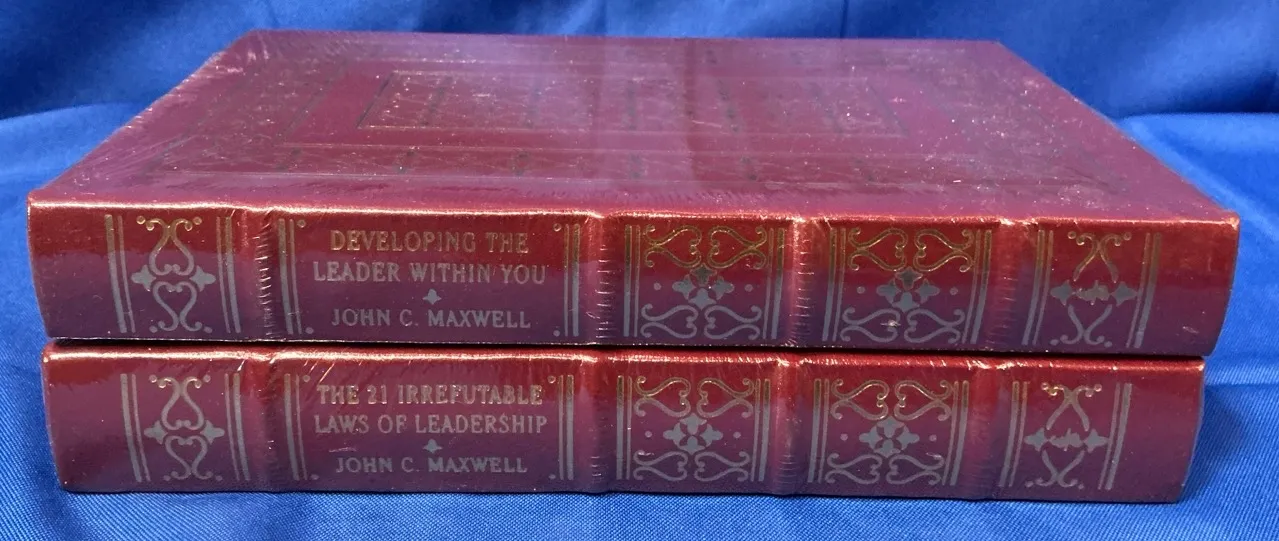 DEVELOPING THE
LEADER WITHIN YOU
JOHN C. MAXWELL
THE 21 IRREFUTABLE
LAWS OF LEADERSHIP
JOHN C. MAXWELL